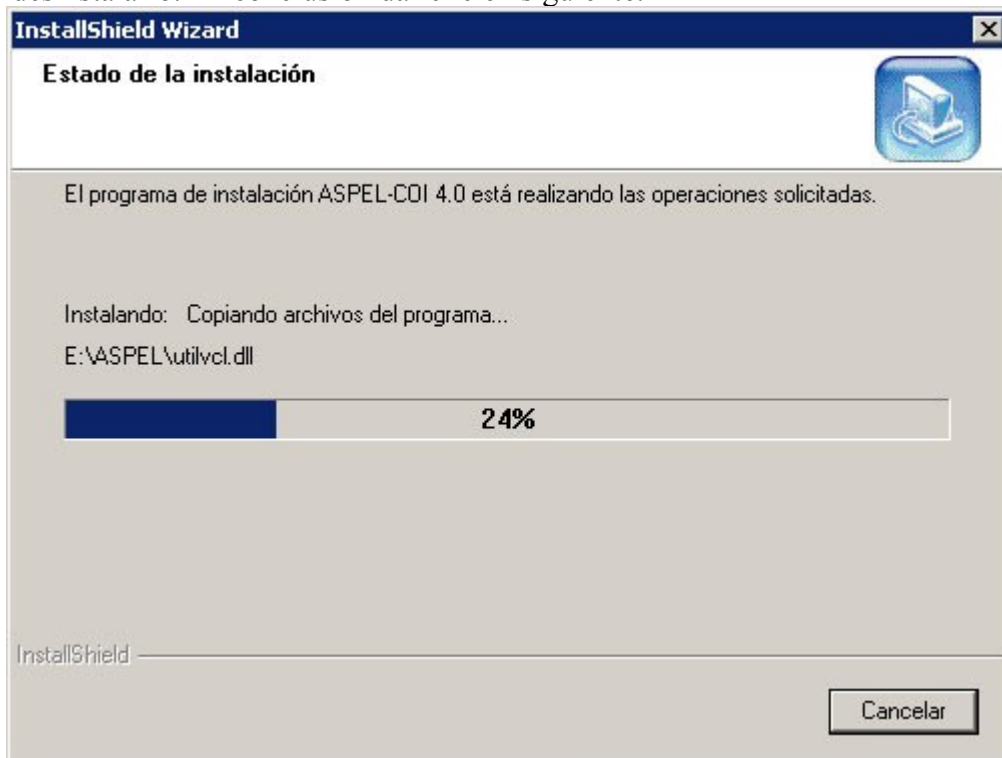 InstallShield Wizard
Estado de la instalación
El programa de instalación ASPEL-COI 4.0 está realizando las operaciones solicitadas.
Instalando: Copiando archivos del programa...
E:\ASPEL\utilvcl.dll
24%
InstallShield
Cancelar